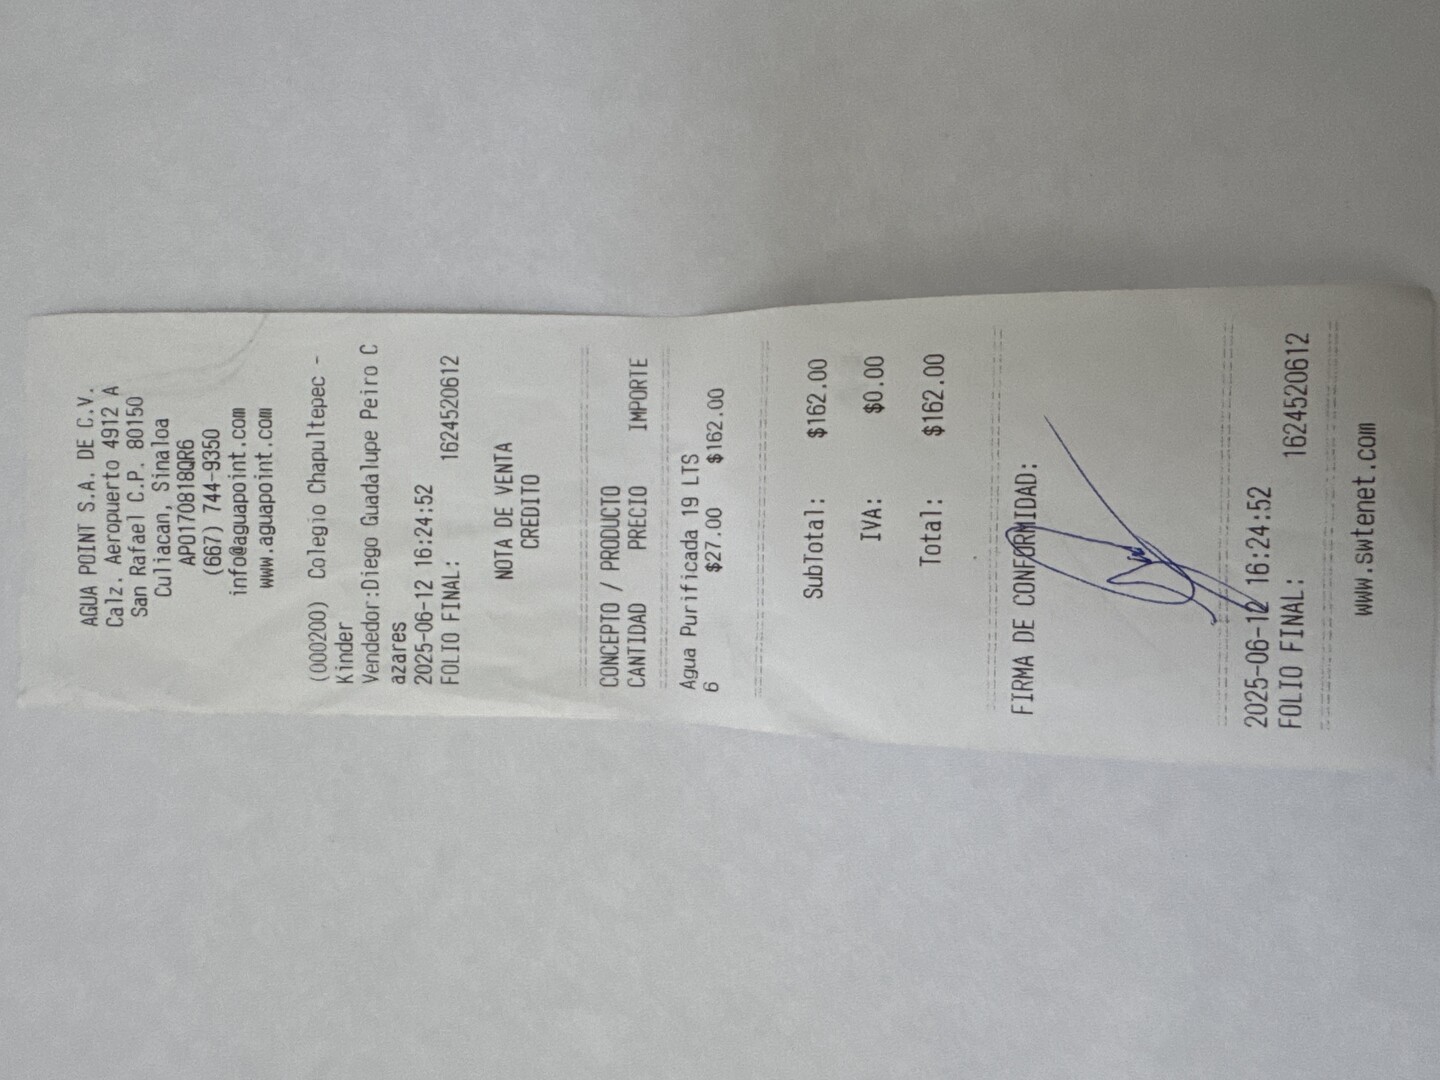 AGUA POINT S.A. DE C.V.
Calz. Aeropuerto 4912 A
San Rafael C.P. 80150
Culiacan, Sinaloa
APO170818QR6
(667) 744-9350
info@aguapoint.com
www.aguapoint.com
(000200) Colegio Chapultepec -
Kinder
Vendedor:Diego Guadalupe Peiro C
azares
2025-06-12 16:24:52
FOLIO FINAL: 1624520612
NOTA DE VENTA
CREDITO
CONCEPTO / PRODUCTO
CANTIDAD PRECIO IMPORTE
Agua Purificada 19 LTS
6 $27.00 $162.00
SubTotal: $162.00
IVA: $0.00
Total: $162.00
FIRMA DE CONFORMIDAD:
2025-06-12 16:24:52
FOLIO FINAL: 1624520612
www.swtenet.com